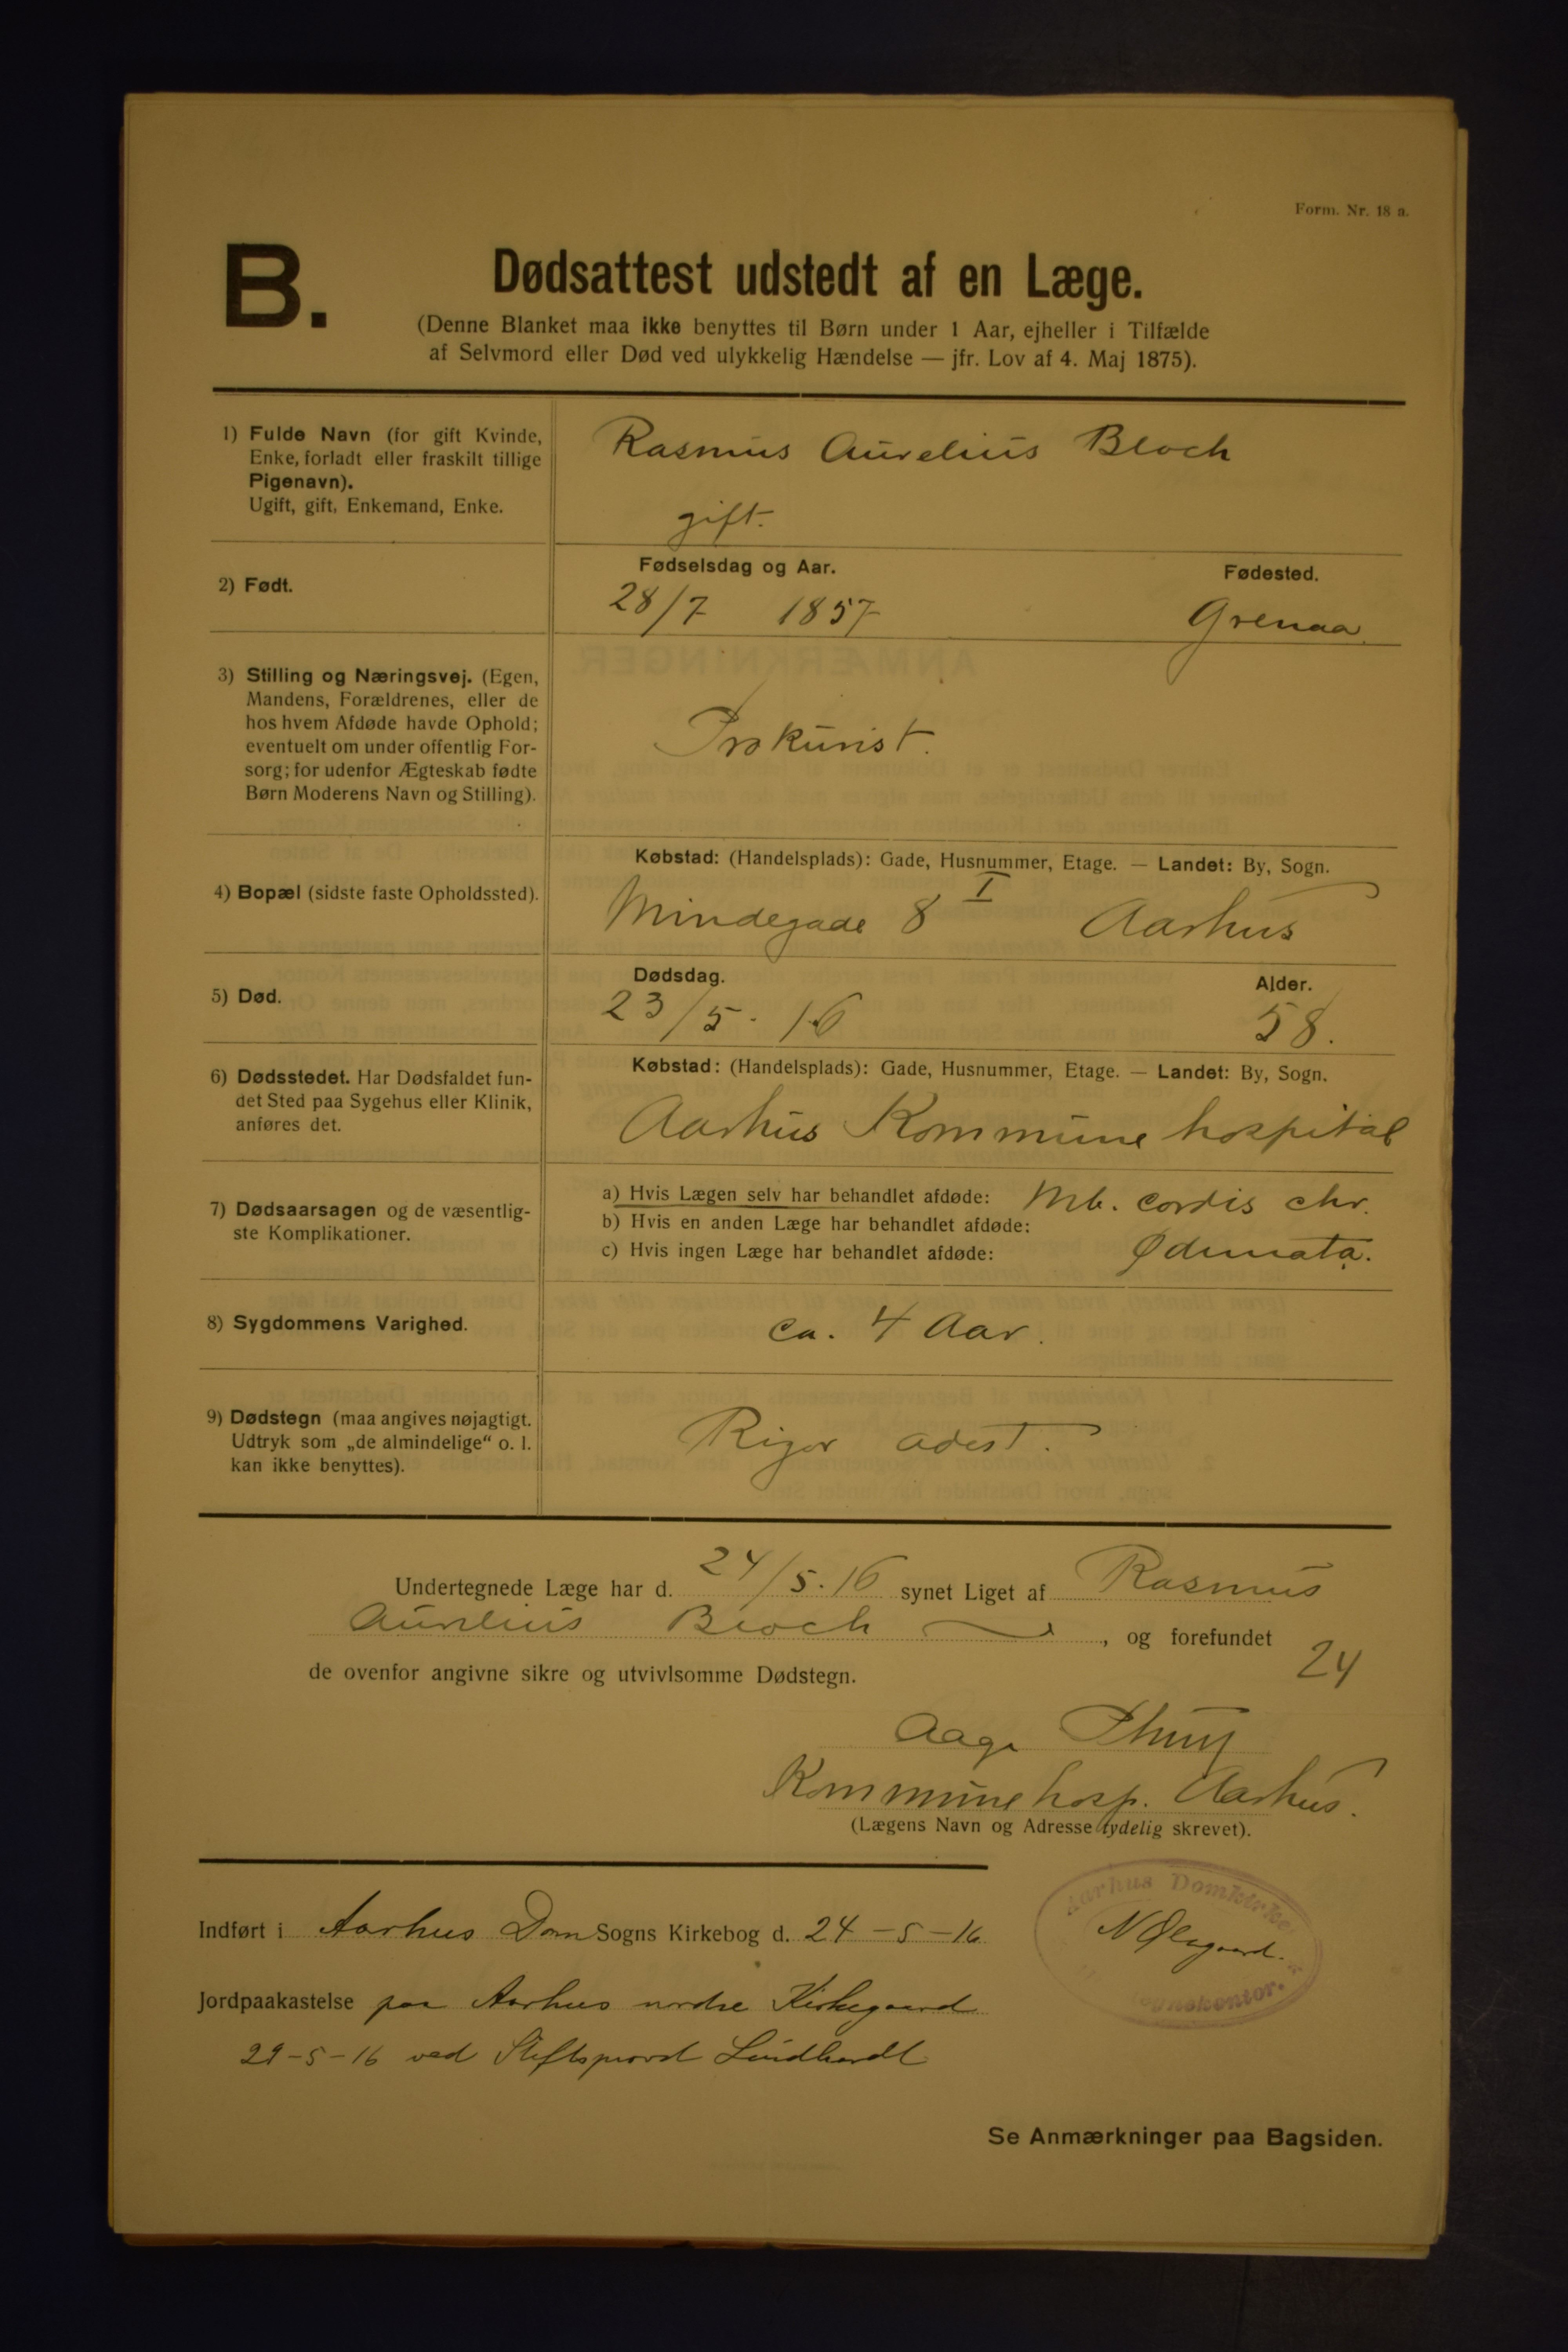 Form. Nr. 18 a.
B.
Dødsattest udstedt af en Læge.
(Denne Blanket maa ikke benyttes til Børn under 1 Aar, ejheller i Tilfælde
af Selvmord eller Død ved ulykkelig Hændelse — jfr. Lov af 4. Maj 1875).
1) Fulde Navn (for gift Kvinde,
Enke, forladt eller fraskilt tillige
Pigenavn).
Ugift, gift, Enkemand, Enke.
Rasmus Aurelius Bloch
gift.
2) Født.
Fødselsdag og Aar.
Fødested.
28/7 1857
Grenaa.
3) Stilling og Næringsvej. (Egen,
Mandens, Forældrenes, eller de
hos hvem Afdøde havde Ophold;
eventuelt om under offentlig For-
sorg; for udenfor Ægteskab fødte
Børn Moderens Navn og Stilling).
Prokurist.
4) Bopæl (sidste faste Opholdssted).
Købstad: (Handelsplads): Gade, Husnummer, Etage. — Landet: By, Sogn.
Mindegade 8 I Aarhus
5) Død.
Dødsdag.
Alder.
23/5. 16
58.
6) Dødsstedet. Har Dødsfaldet fun-
det Sted paa Sygehus eller Klinik,
anføres det.
Købstad: (Handelsplads): Gade, Husnummer, Etage. — Landet: By, Sogn.
Aarhus Kommunehospital
7) Dødsaarsagen og de væsentlig-
ste Komplikationer.
a) Hvis Lægen selv har behandlet afdøde: Mb. cordis chr.
b) Hvis en anden Læge har behandlet afdøde:
c) Hvis ingen Læge har behandlet afdøde: Ødemata.
8) Sygdommens Varighed.
ca. 4 Aar.
9) Dødstegn (maa angives nøjagtigt.
Udtryk som „de almindelige“ o. l.
kan ikke benyttes).
Rigor adest.
Undertegnede Læge har d. 24/5.16 synet Liget af Rasmus
Aurelius Bloch, og forefundet
de ovenfor angivne sikre og utvivlsomme Dødstegn.
24
Aage
Kommunehosp. Aarhus.
(Lægens Navn og Adresse tydelig skrevet).
Indført i Aarhus Dom Sogns Kirkebog d. 24-5-16
Aarhus Domkirke
Jordpaakastelse paa Aarhus nordre Kirkegaard
29-5-16 ved Stiftsprovst Lindhardt
Se Anmærkninger paa Bagsiden.